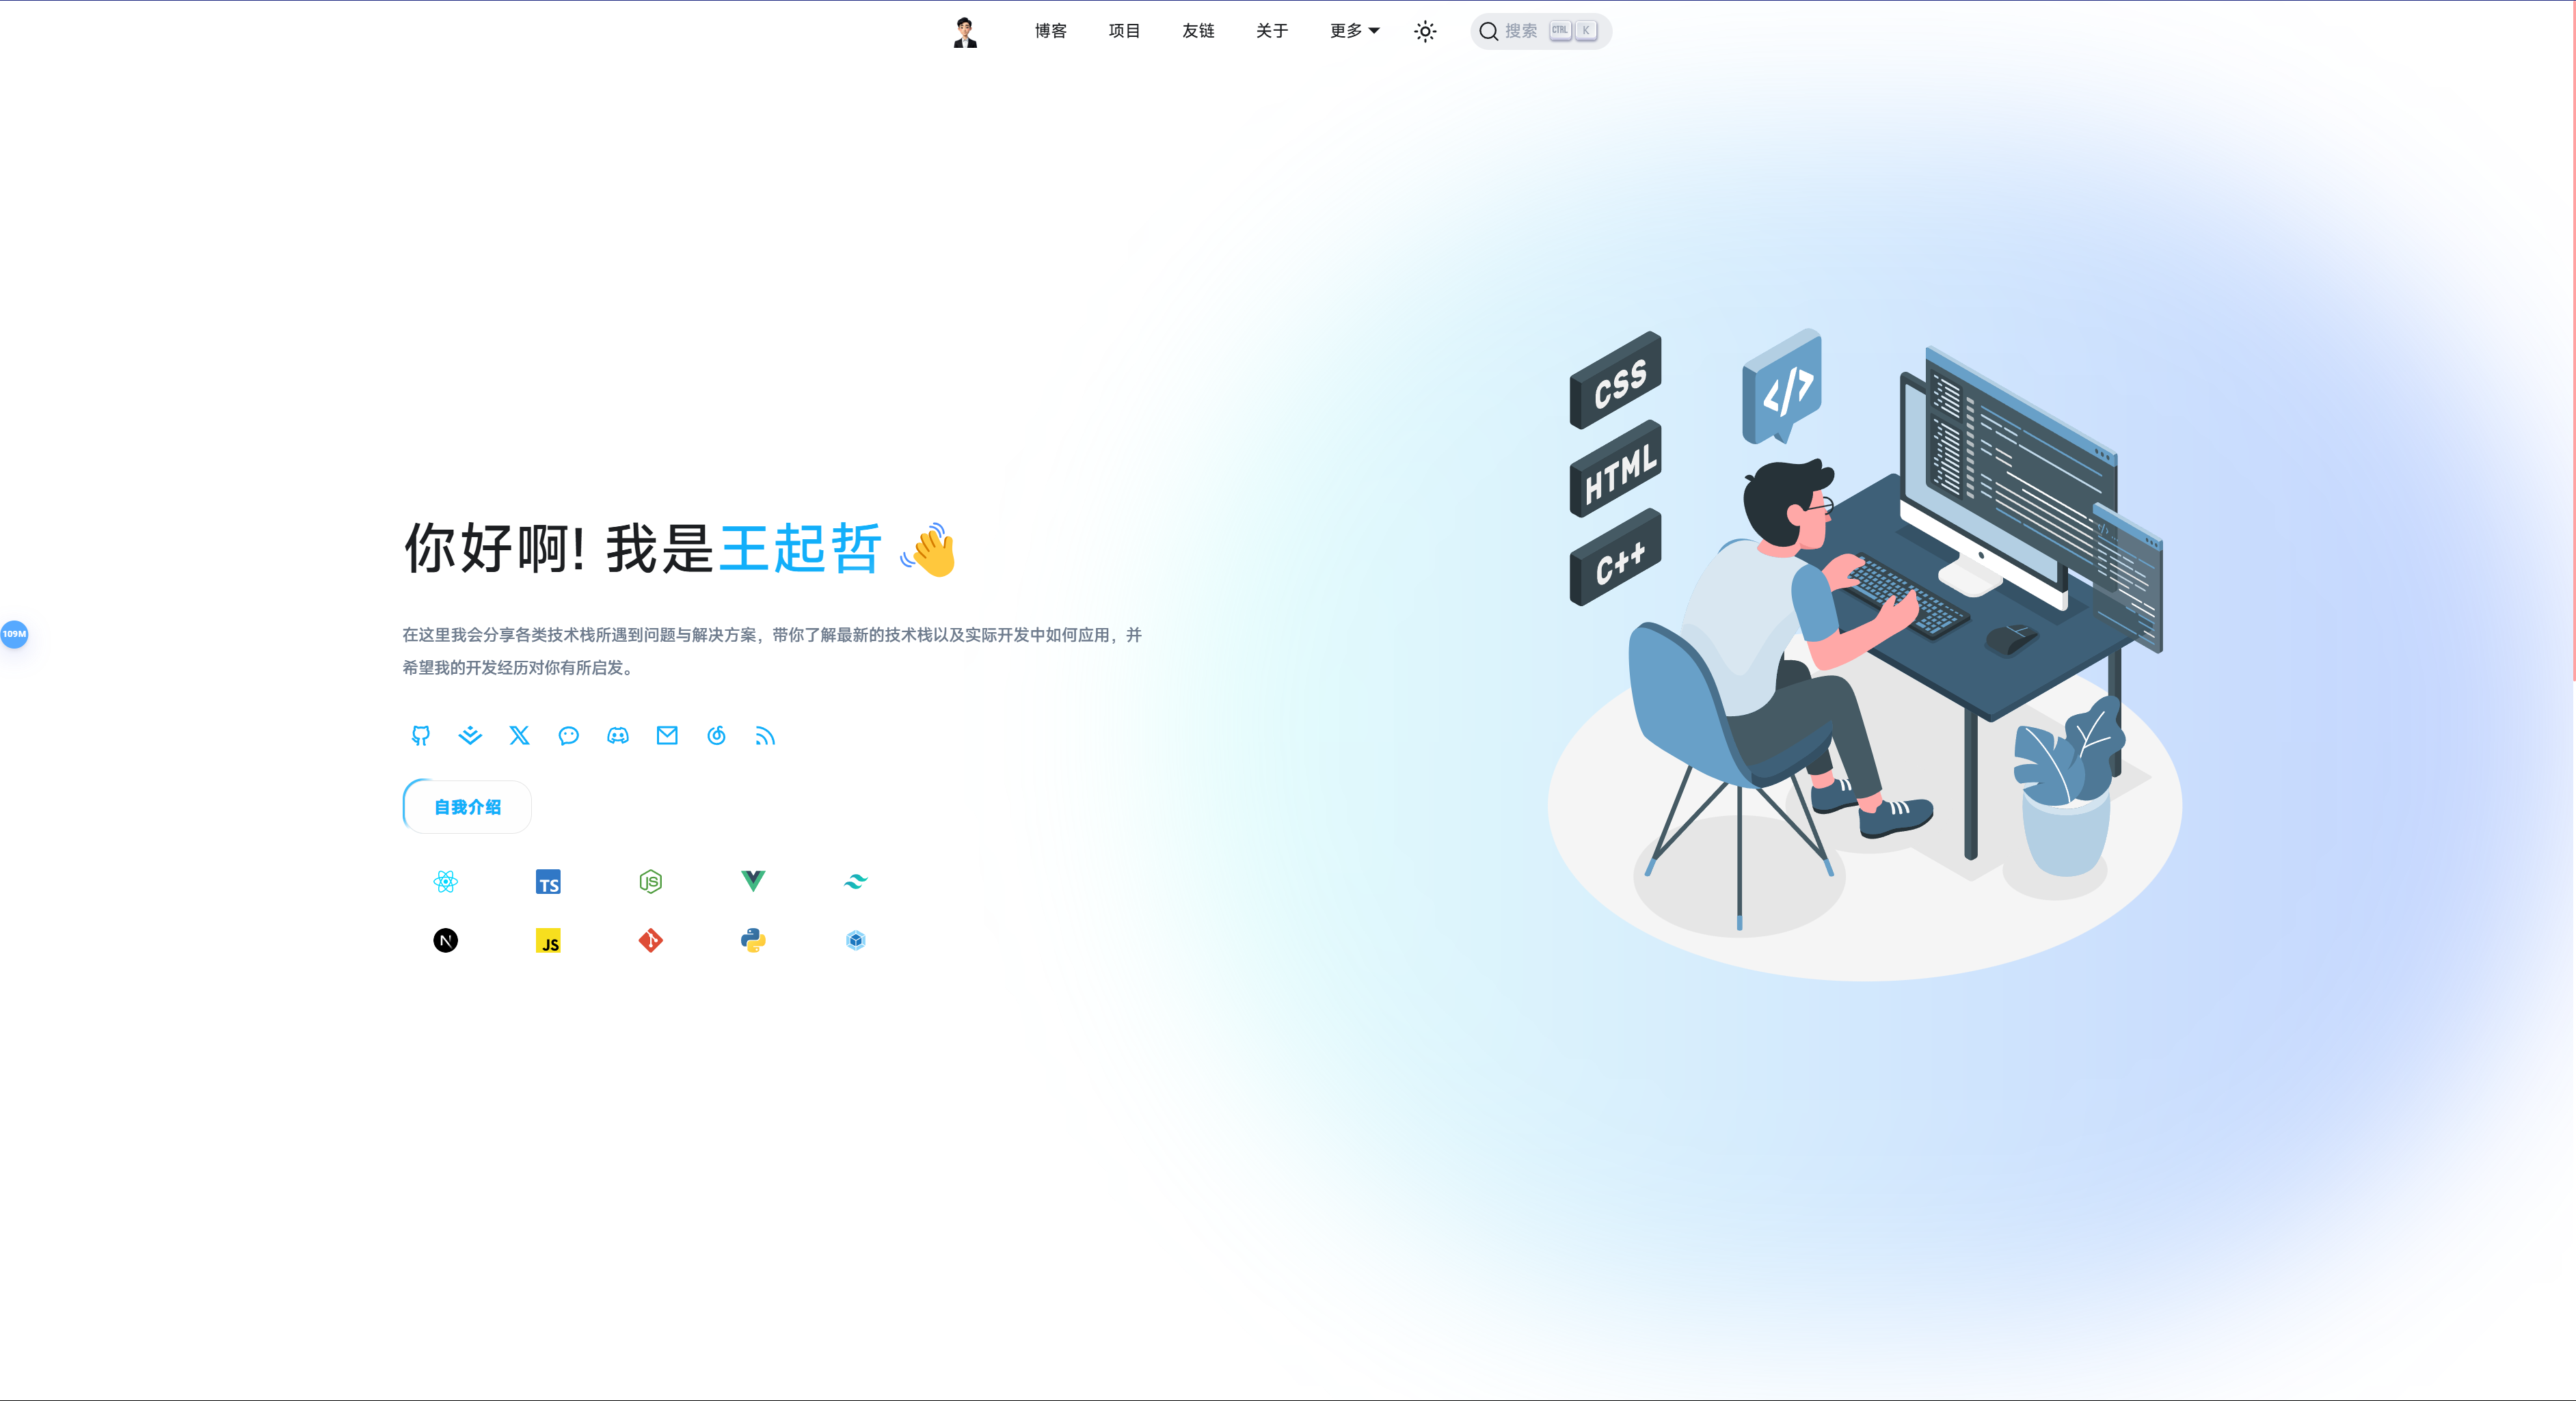 博客 项目 友链 关于 更多 搜索 CTRL K
CSS
</>
HTML
C++
你好啊! 我是王起哲
109M
在这里我会分享各类技术栈所遇到问题与解决方案，带你了解最新的技术栈以及实际开发中如何应用，并
希望我的开发经历对你有所启发。
自我介绍
TS JS
N JS